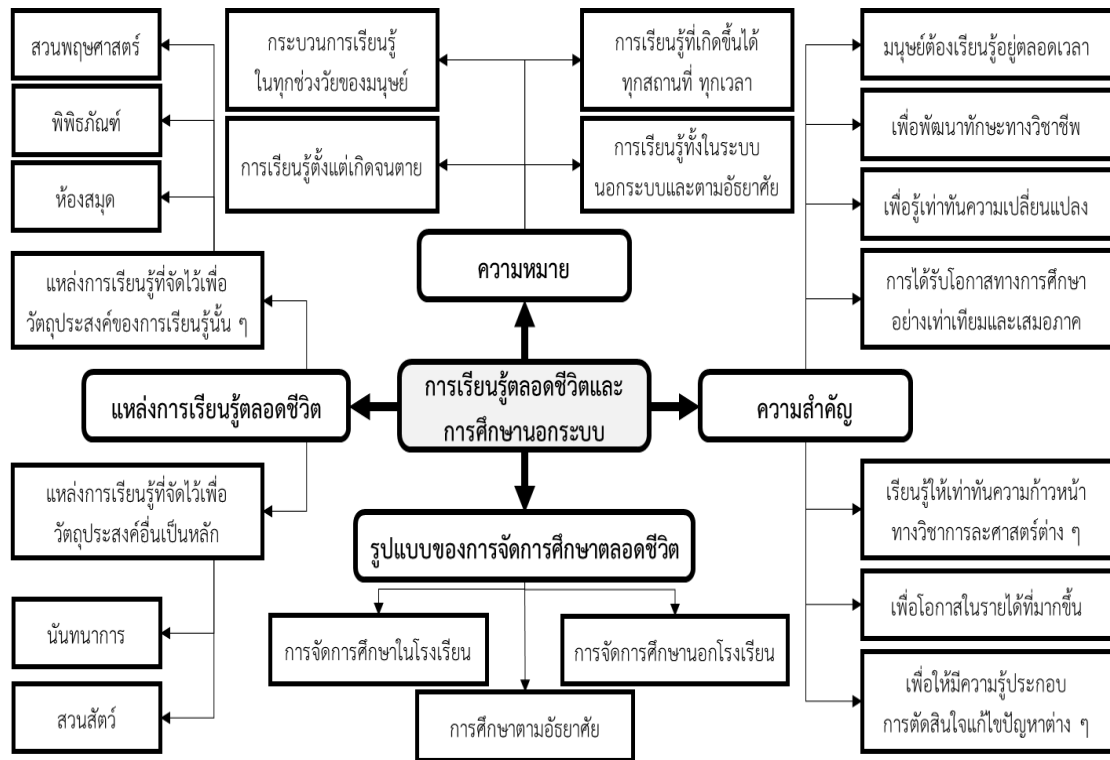 สวนพฤษศาสตร์
พิพิธภัณฑ์
ห้องสมุด
แหล่งการเรียนรู้ที่จัดไว้เพื่อ
วัตถุประสงค์ของการเรียนรู้นั้น ๆ
กระบวนการเรียนรู้
ในทุกช่วงวัยของมนุษย์
การเรียนรู้ที่เกิดขึ้นได้
ทุกสถานที่ ทุกเวลา
การเรียนรู้ตั้งแต่เกิดจนตาย
การเรียนรู้ทั้งในระบบ
นอกระบบและตามอัธยาศัย
ความหมาย
มนุษย์ต้องเรียนรู้อยู่ตลอดเวลา
เพื่อพัฒนาทักษะทางวิชาชีพ
เพื่อรู้เท่าทันความเปลี่ยนแปลง
การได้รับโอกาสทางการศึกษา
อย่างเท่าเทียมและเสมอภาค
แหล่งการเรียนรู้ตลอดชีวิต
การเรียนรู้ตลอดชีวิตและ
การศึกษานอกระบบ
ความสำคัญ
แหล่งการเรียนรู้ที่จัดไว้เพื่อ
วัตถุประสงค์อื่นเป็นหลัก
นันทนาการ
สวนสัตว์
รูปแบบของการจัดการศึกษาตลอดชีวิต
การจัดการศึกษาในโรงเรียน
การจัดการศึกษานอกโรงเรียน
การศึกษาตามอัธยาศัย
เรียนรู้ให้เท่าทันความก้าวหน้า
ทางวิชาการละศาสตร์ต่าง ๆ
เพื่อโอกาสในรายได้ที่มากขึ้น
เพื่อให้มีความรู้ประกอบ
การตัดสินใจแก้ไขปัญหาต่าง ๆ